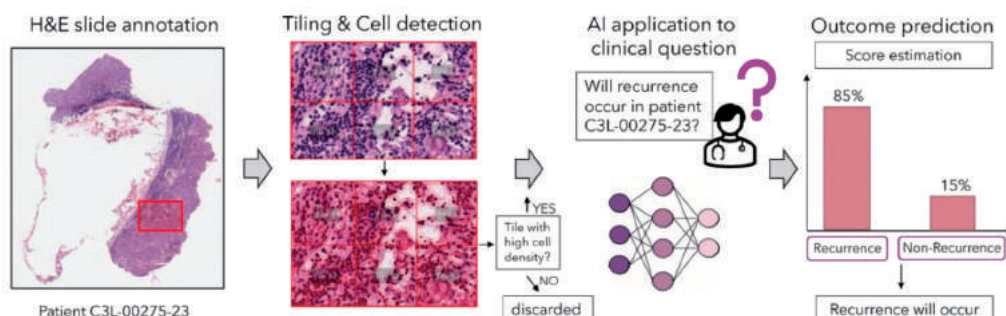 H&E slide annotation
Patient C3L-00275-23
Tiling & Cell detection
YES
Tile with
high cell
density?
NO
discarded
AI application to
clinical question
Will recurrence
occur in patient
C3L-00275-23?
?
Outcome prediction
Score estimation
85%
15%
Recurrence
Non-Recurrence
Recurrence will occur